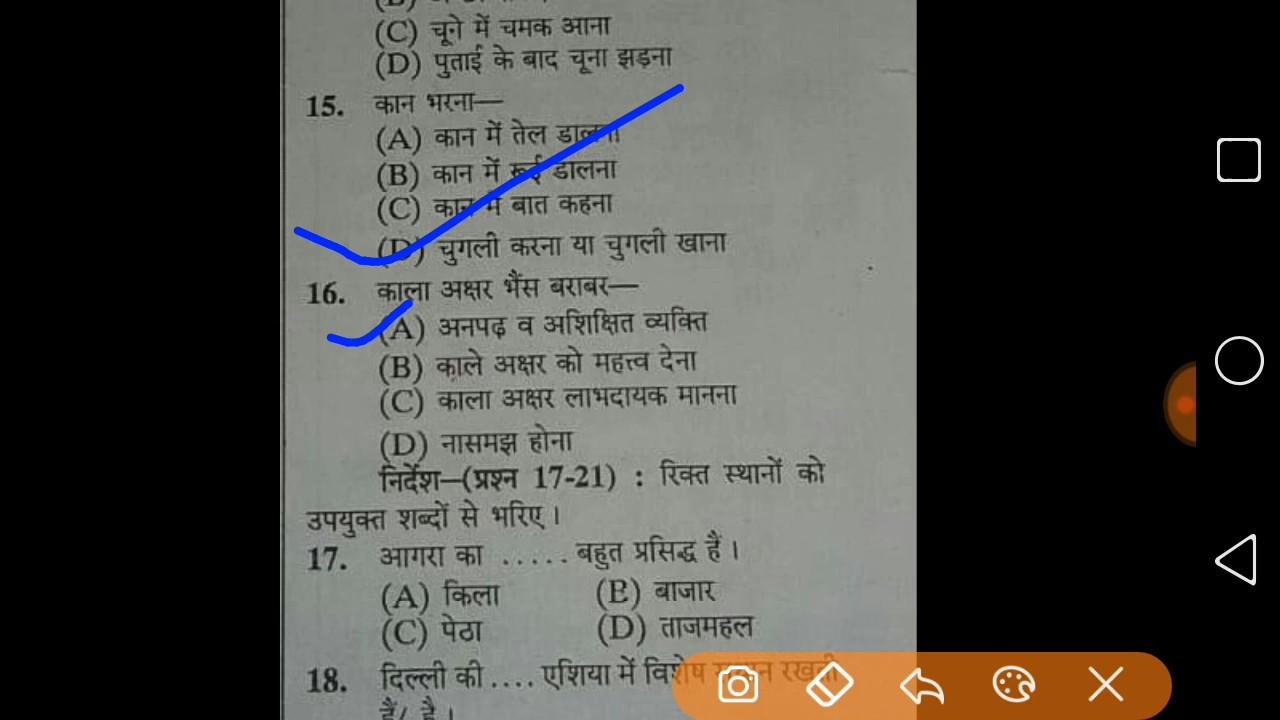 (C) चूने में चमक आना
(D) पुताई के बाद चूना झड़ना
15. कान भरना—
(A) कान में तेल डालना
(B) कान में रूई डालना
(C) कान में बात कहना
(D) चुगली करना या चुगली खाना
16. काला अक्षर भैंस बराबर—
(A) अनपढ़ व अशिक्षित व्यक्ति
(B) काले अक्षर को महत्त्व देना
(C) काला अक्षर लाभदायक मानना
(D) नासमझ होना
निर्देश—(प्रश्न 17-21) : रिक्त स्थानों को
उपयुक्त शब्दों से भरिए।
17. आगरा का ..... बहुत प्रसिद्ध है।
(A) किला (B) बाजार
(C) पेठा (D) ताजमहल
18. दिल्ली की .... एशिया में विशेष रखती